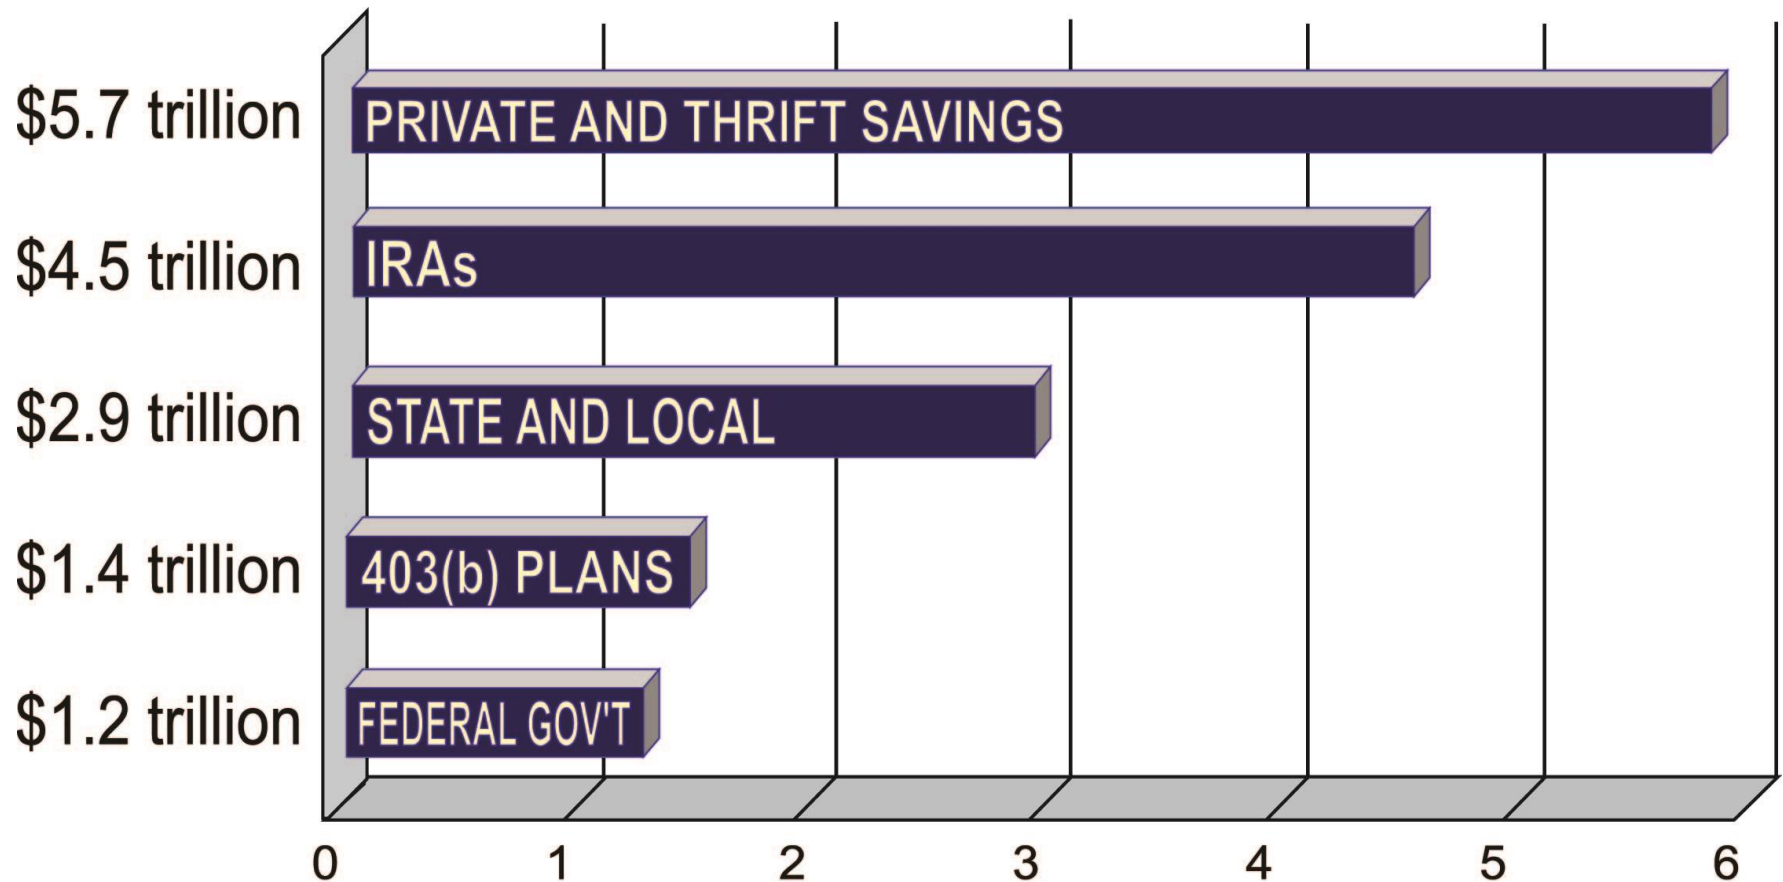 $5.7 trillion PRIVATE AND THRIFT SAVINGS
$4.5 trillion IRAs
$2.9 trillion STATE AND LOCAL
$1.4 trillion 403(b) PLANS
$1.2 trillion FEDERAL GOV'T
0 1 2 3 4 5 6